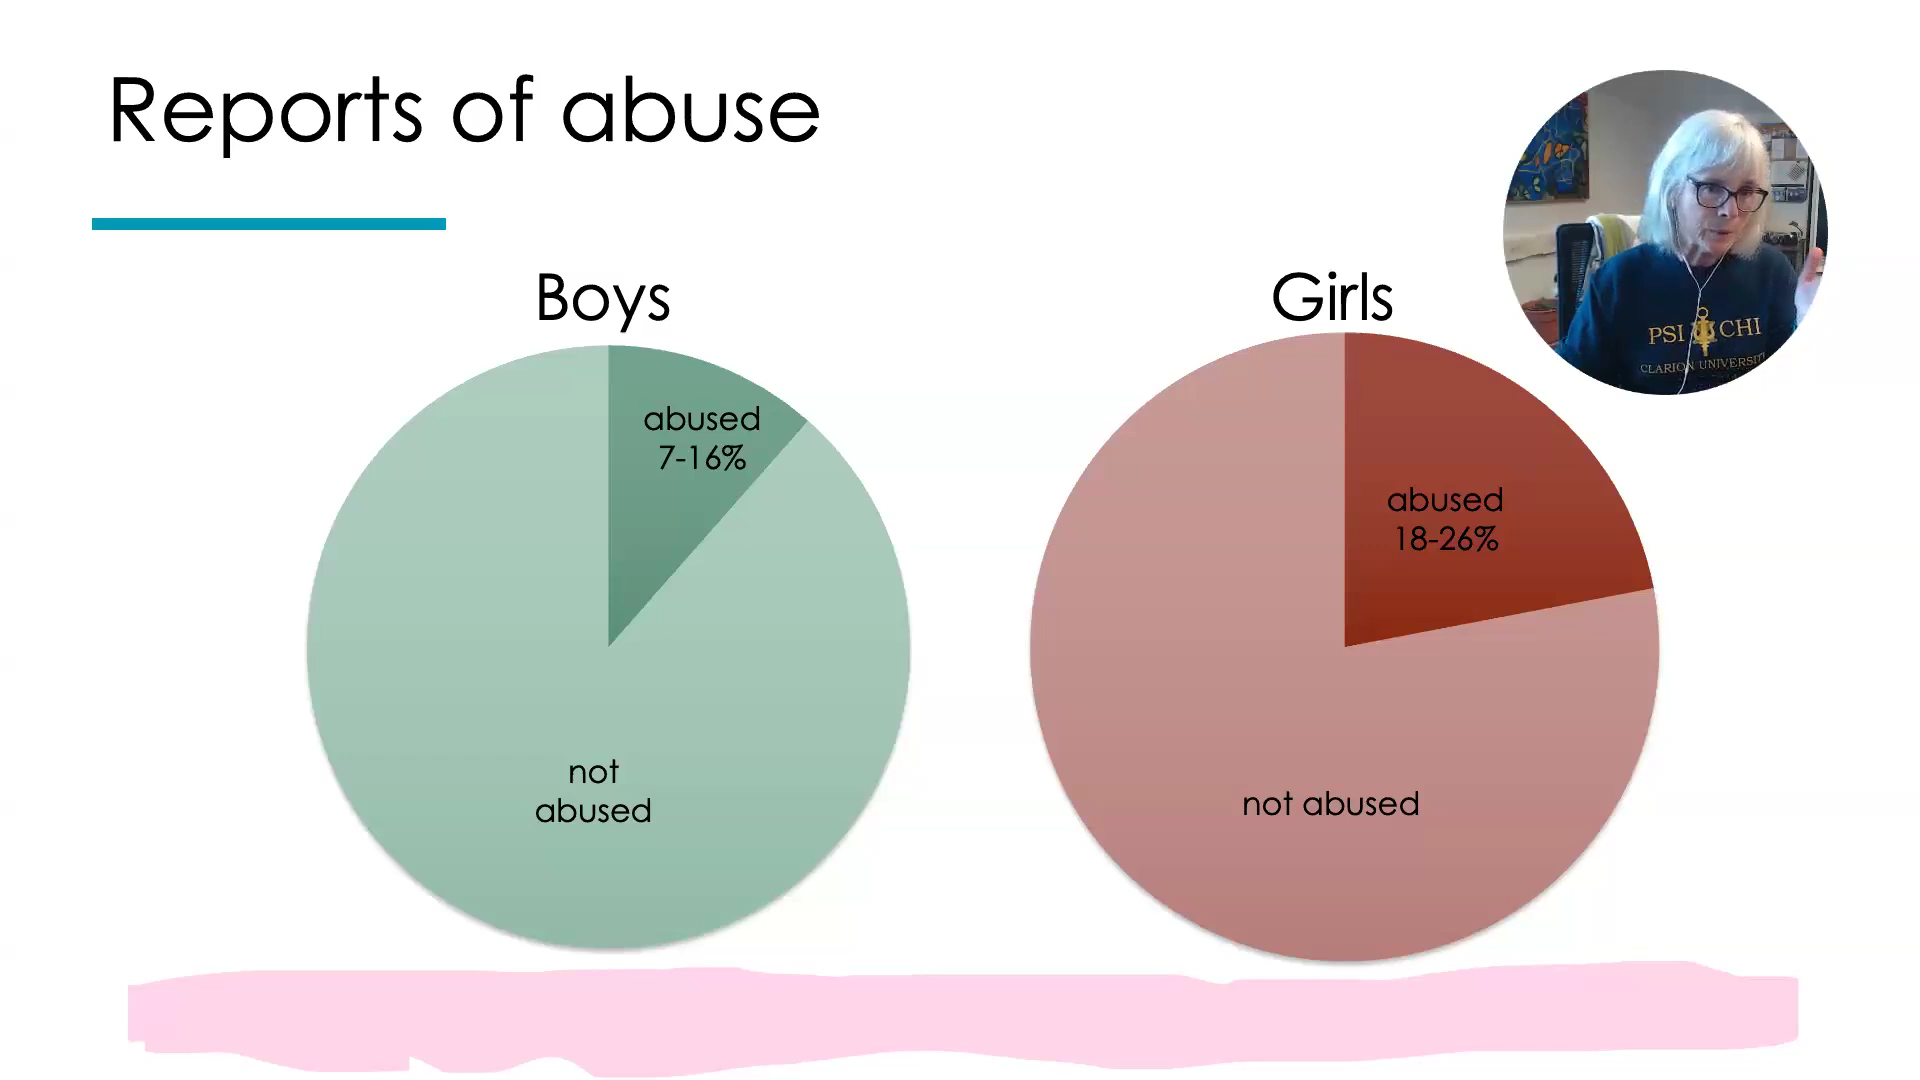 Reports of abuse
Boys
Girls
abused
7-16%
not
abused
abused
18-26%
not abused
PSI CHI
CLARION UNIVERSITY